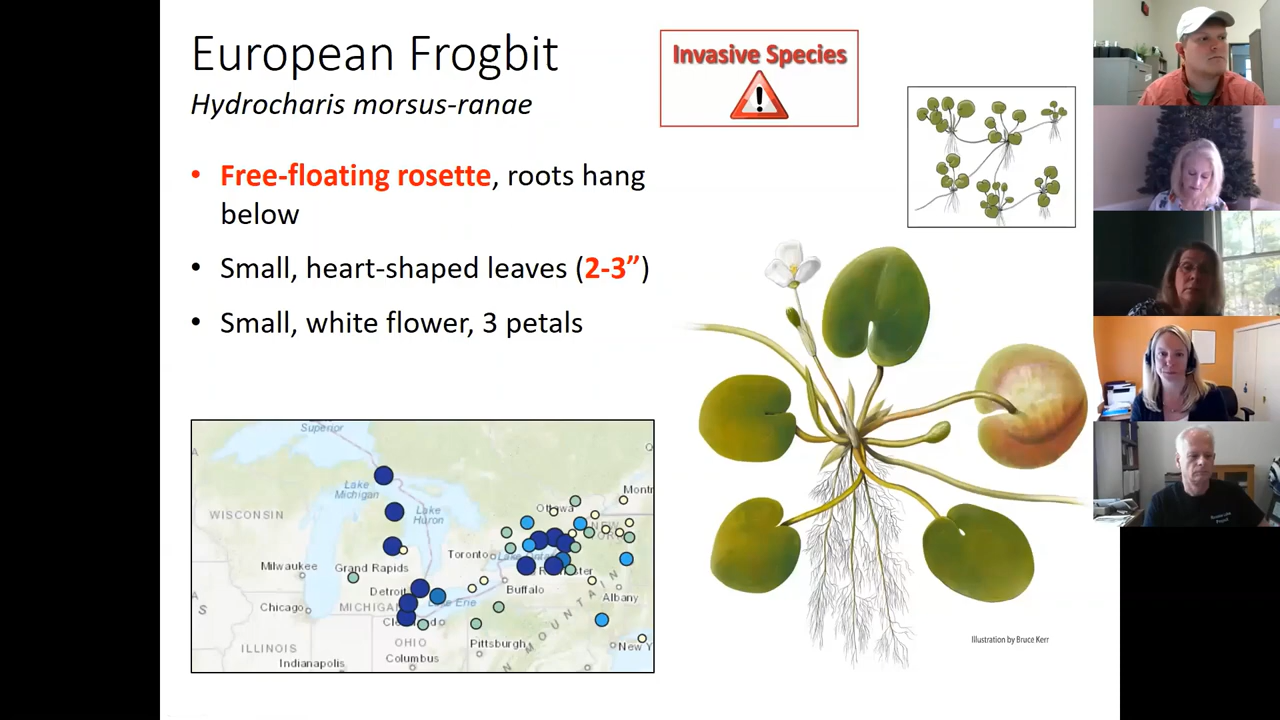 European Frogbit
Hydrocharis morsus-ranae
Invasive Species
• Free-floating rosette, roots hang
below
• Small, heart-shaped leaves (2-3”)
• Small, white flower, 3 petals
Superior
Lake
Michigan
Lake
Huron
WISCONSIN
Ottawa
Montr
Toronto
Milwaukee
Grand Rapids
Buffalo
Albany
Detroit
Chicago
MICHIGAN
Lake Erie
OHIO
Pittsburgh
MOUNTAIN
ILLINOIS
Indianapolis
Columbus
New Y
Illustration by Bruce Kerr